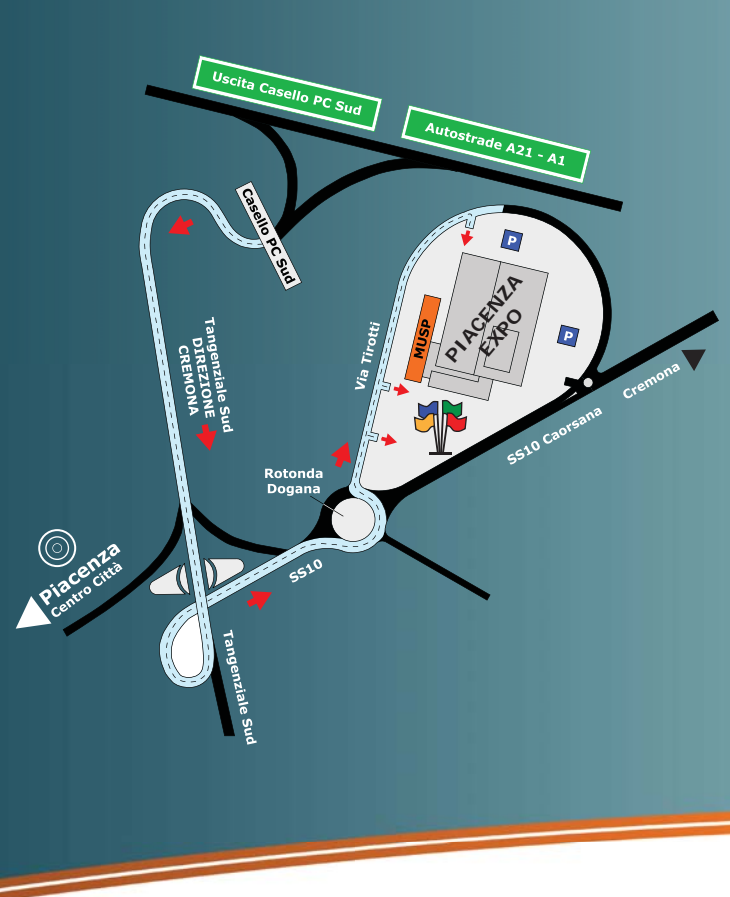 Uscita Casello PC Sud
Autostrade A21 - A1
Casello PC Sud
P
PIACENZA
EXPO
MUSP
P
Via Tirotti
Tangenziale Sud
DIREZIONE
CREMONA
Cremona
SS10 Caorsana
Rotonda
Dogana
SS10
Piacenza
Centro Città
Tangenziale Sud